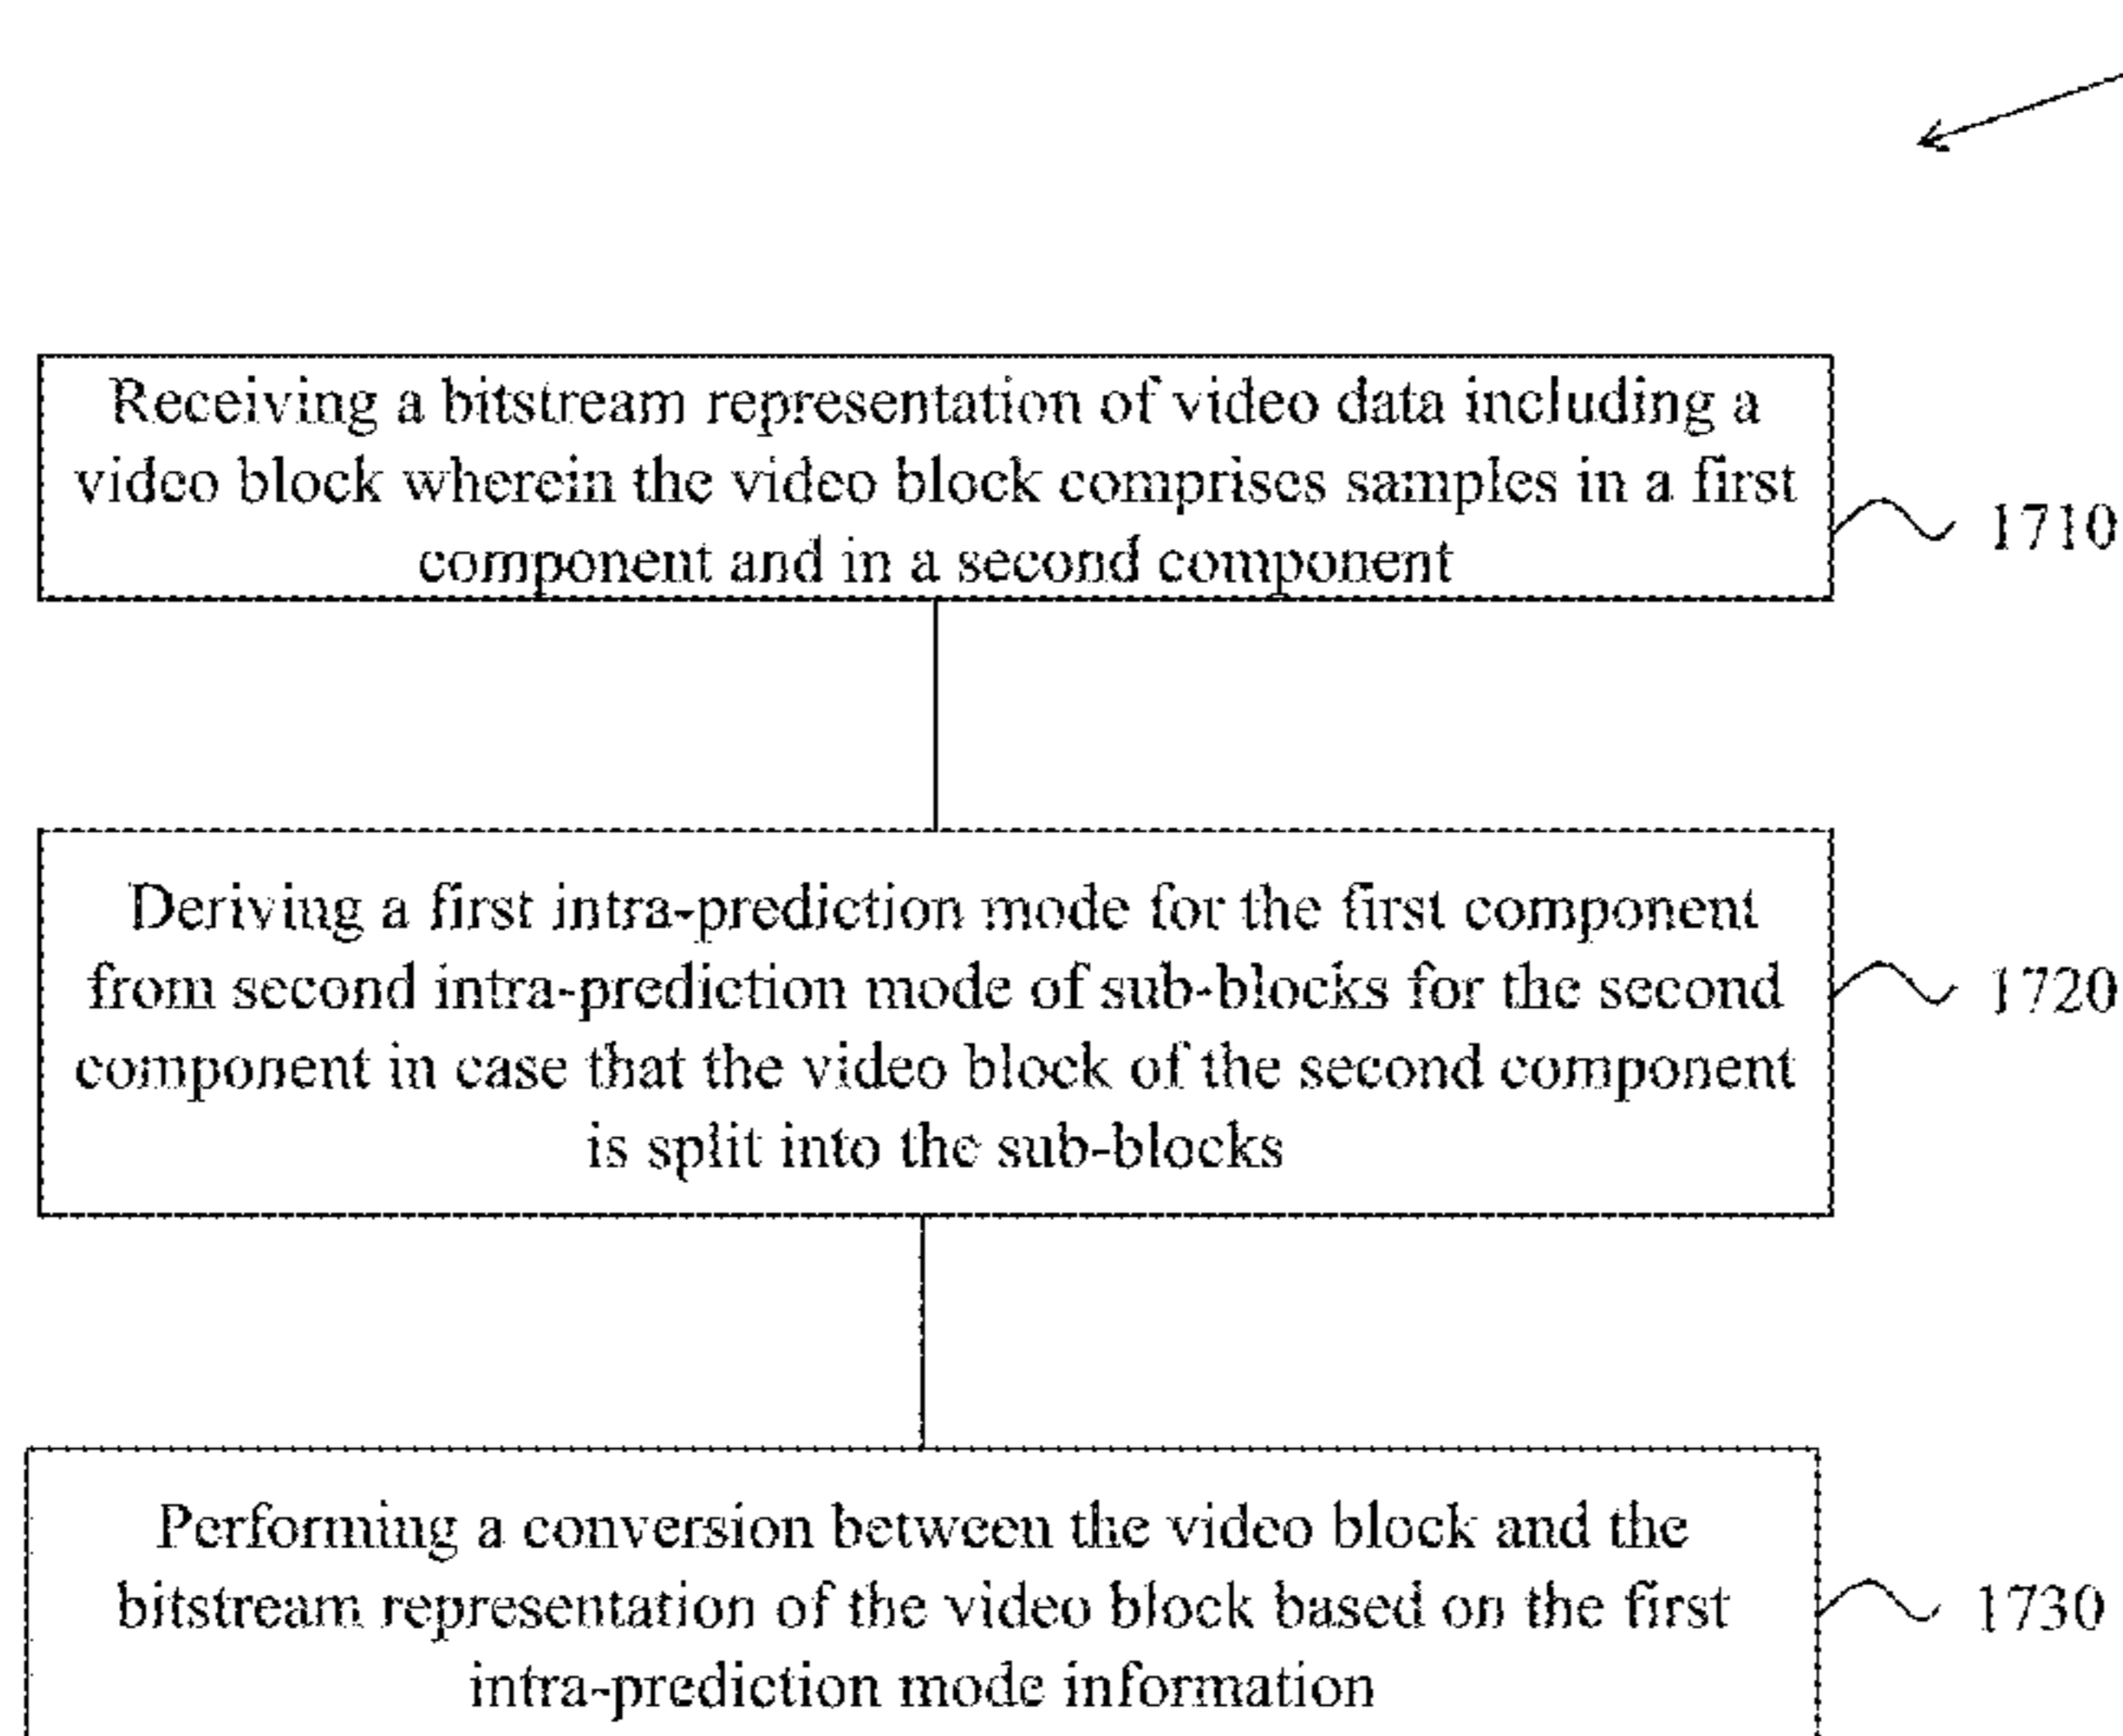 Receiving a bitstream representation of video data including a
video block wherein the video block comprises samples in a first
component and in a second component
1710
Deriving a first intra-prediction mode for the first component
from second intra-prediction mode of sub-blocks for the second
component in case that the video block of the second component
is split into the sub-blocks
1720
Performing a conversion between the video block and the
bitstream representation of the video block based on the first
intra-prediction mode information
1730